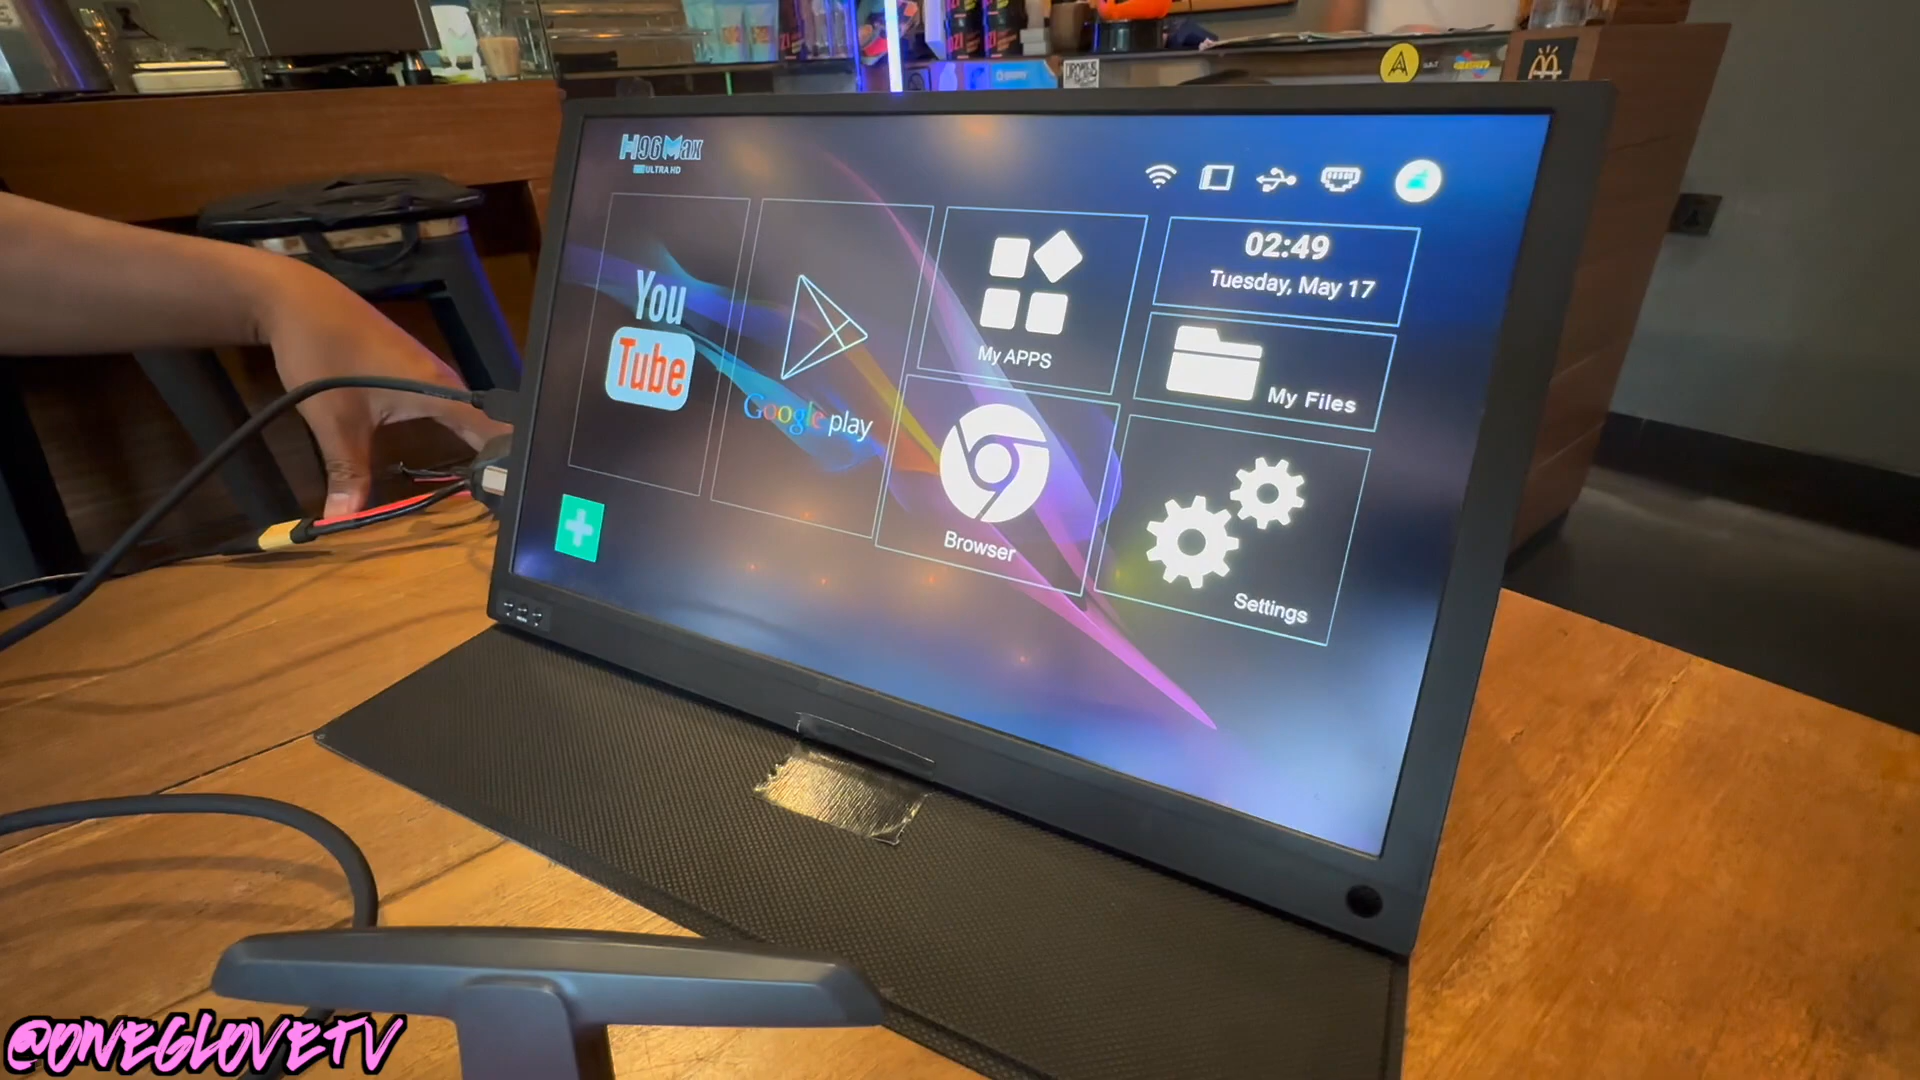 H96Max
ULTRA HD
You
Tube
Google play
My APPS
Browser
02:49
Tuesday, May 17
My Files
Settings
@ONEGLOVETV